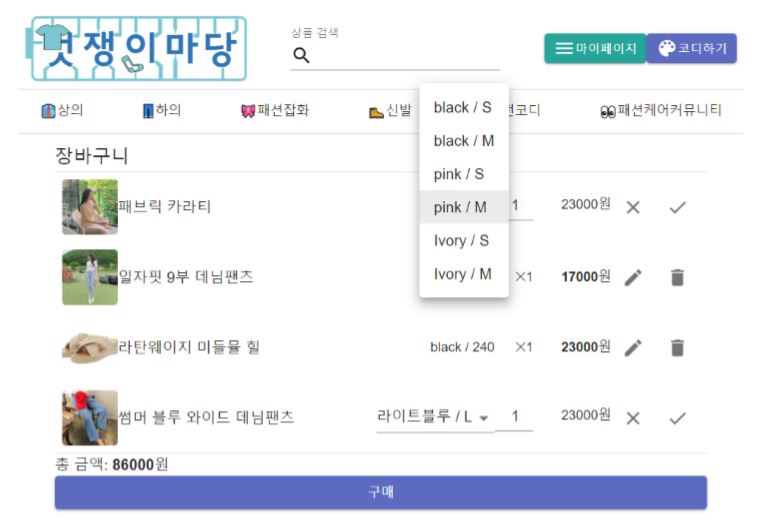 멋쟁이마당
상품 검색
마이페이지
코디하기
상의
하의
패션잡화
신발
코디
패션케어커뮤니티
장바구니
black / S
black / M
pink / S
pink / M
Ivory / S
Ivory / M
패브릭 카라티 1 23000원
일자핏 9부 데님팬츠 ×1 17000원
라탄웨이지 미들뮬 힐 black / 240 ×1 23000원
썸머 블루 와이드 데님팬츠 라이트블루 / L 1 23000원
총 금액: 86000원
구매